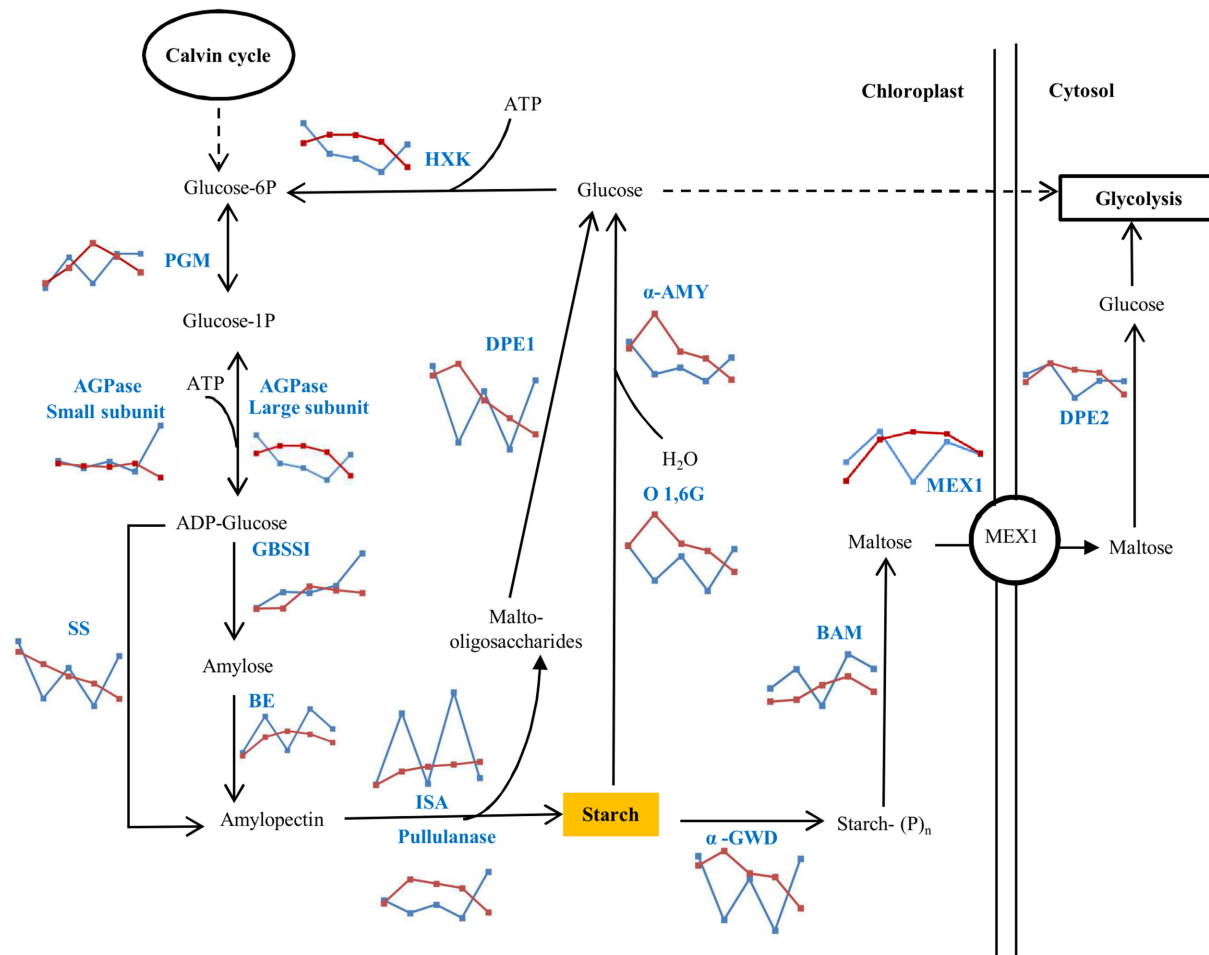 Calvin cycle
Chloroplast
Cytosol
ATP
HXK
Glucose-6P
Glucose
Glycolysis
PGM
α-AMY
Glucose
Glucose-1P
DPE1
AGPase
Small subunit
ATP
AGPase
Large subunit
DPE2
H₂O
MEX1
O 1,6G
ADP-Glucose
GBSSI
Maltose
MEX1
Maltose
Malto-
oligosaccharides
SS
BAM
Amylose
BE
ISA
Amylopectin
Starch
Starch- (P)ₙ
Pullulanase
α -GWD